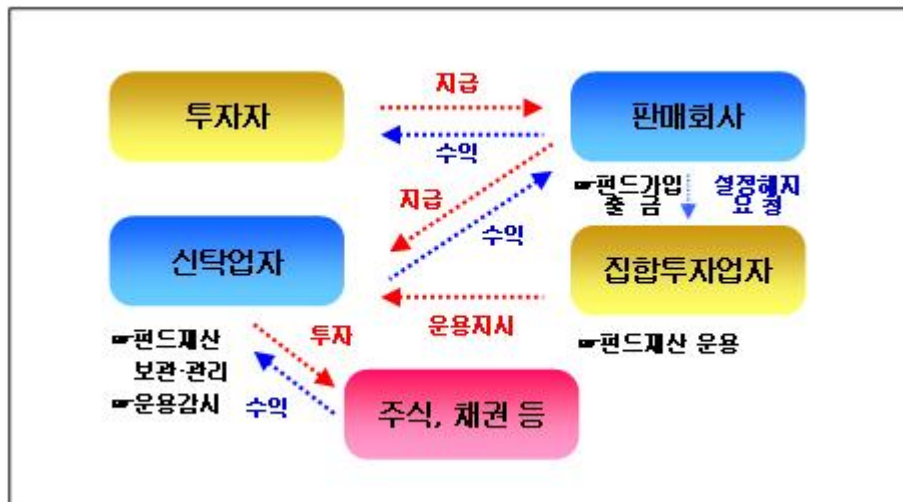 지급
투자자
판매회사
수익
☞펀드가입
출 금
설정해지
요 청
지급
수익
신탁업자
집합투자업자
운용지시
☞펀드재산
보관·관리
☞운용감시
투자
수익
☞펀드재산 운용
주식, 채권 등